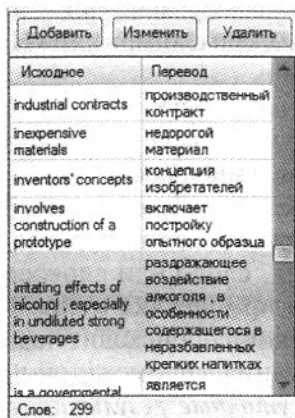 Добавить Изменить Удалить
Исходное Перевод
industrial contracts
производственный
контракт
inexpensive
materials
недорогой
материал
inventors' concepts
концепция
изобретателей
involves
construction of a
prototype
включает
постройку
опытного образца
irritating effects of
alcohol , especially
in undiluted strong
beverages
раздражающее
воздействие
алкоголя , в
особенности
содержащегося в
неразбавленных
крепких напитках
is a governmental
является
Слов: 299